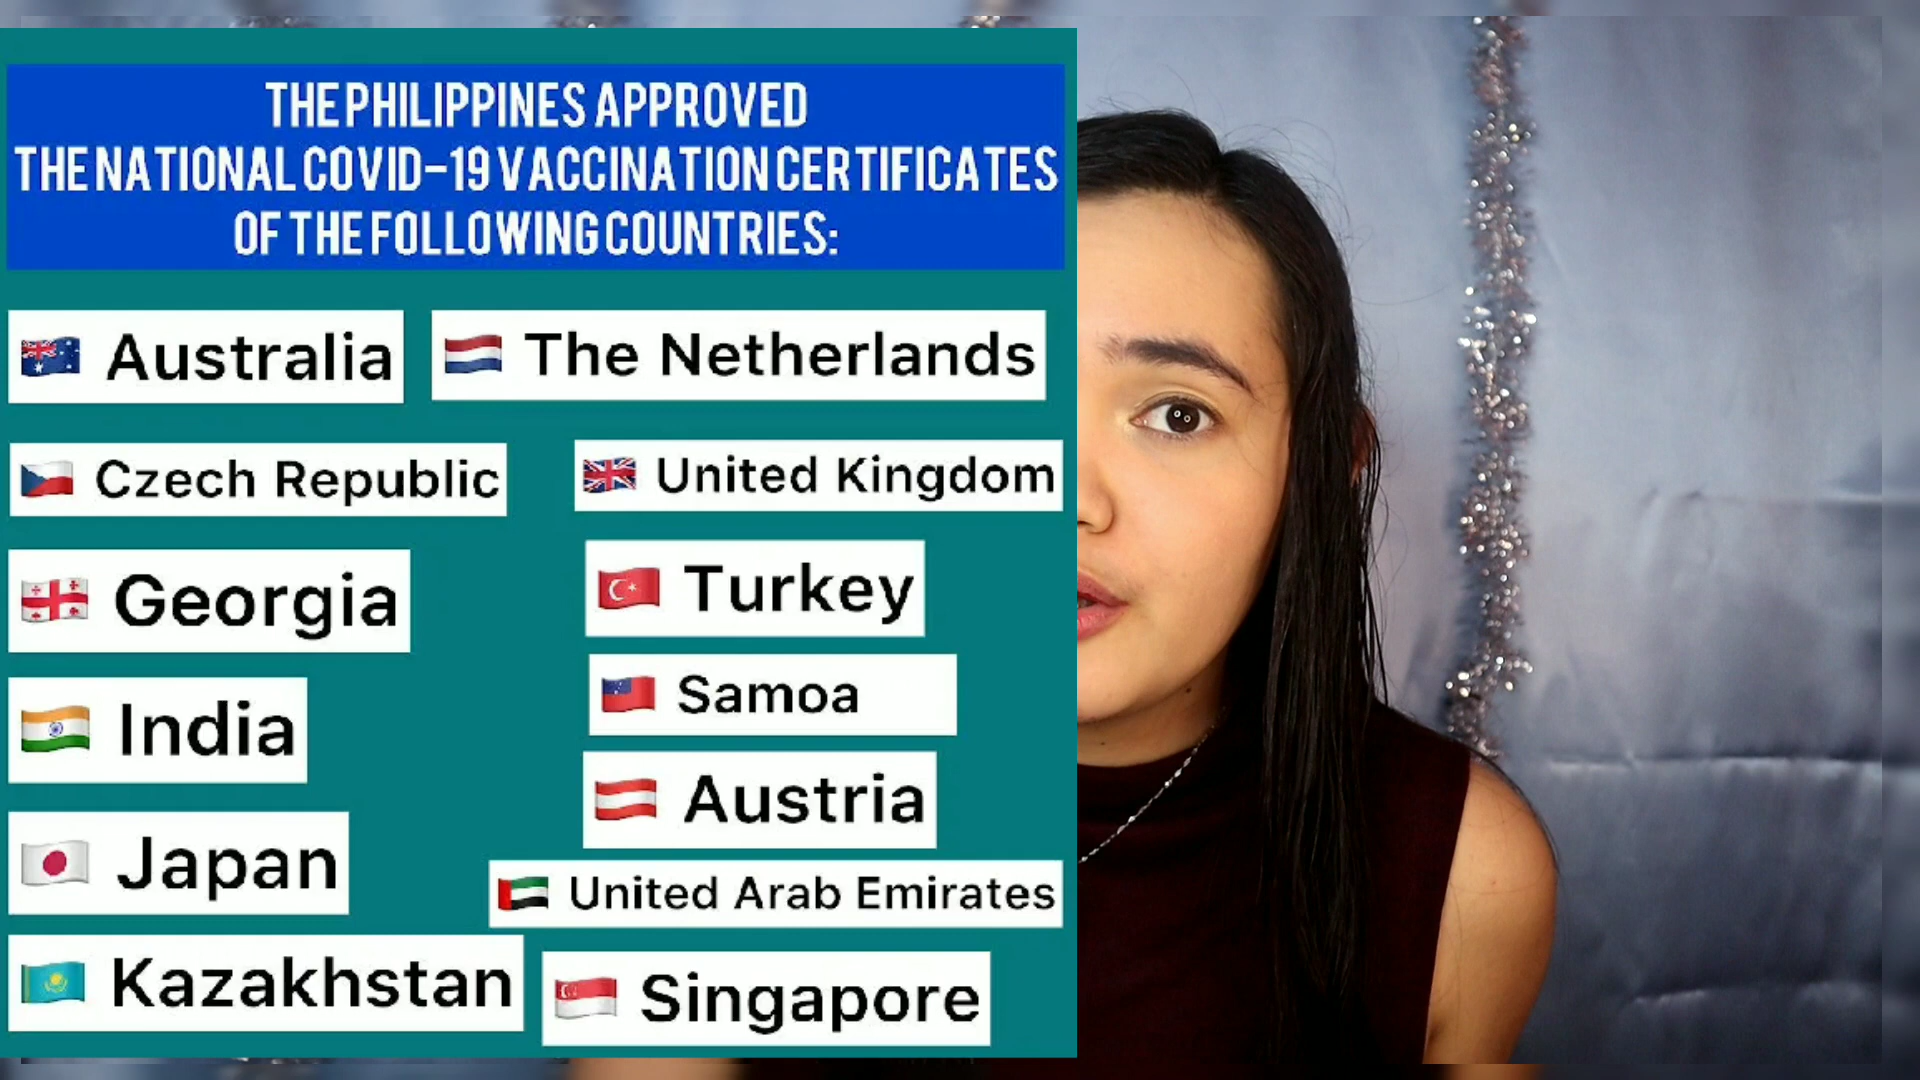 THE PHILIPPINES APPROVED
THE NATIONAL COVID-19 VACCINATION CERTIFICATES
OF THE FOLLOWING COUNTRIES:
Australia
The Netherlands
Czech Republic
United Kingdom
Georgia
Turkey
India
Samoa
Austria
Japan
United Arab Emirates
Kazakhstan
Singapore